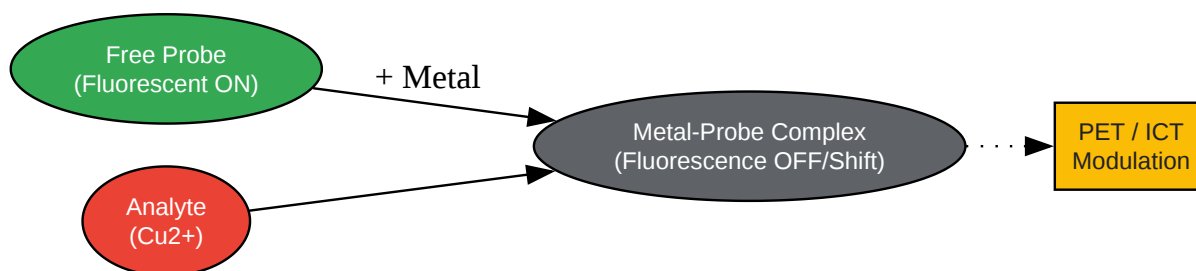 Free Probe
(Fluorescent ON)
+ Metal
Metal-Probe Complex
(Fluorescence OFF/Shift)
PET / ICT
Modulation
Analyte
(Cu2+)